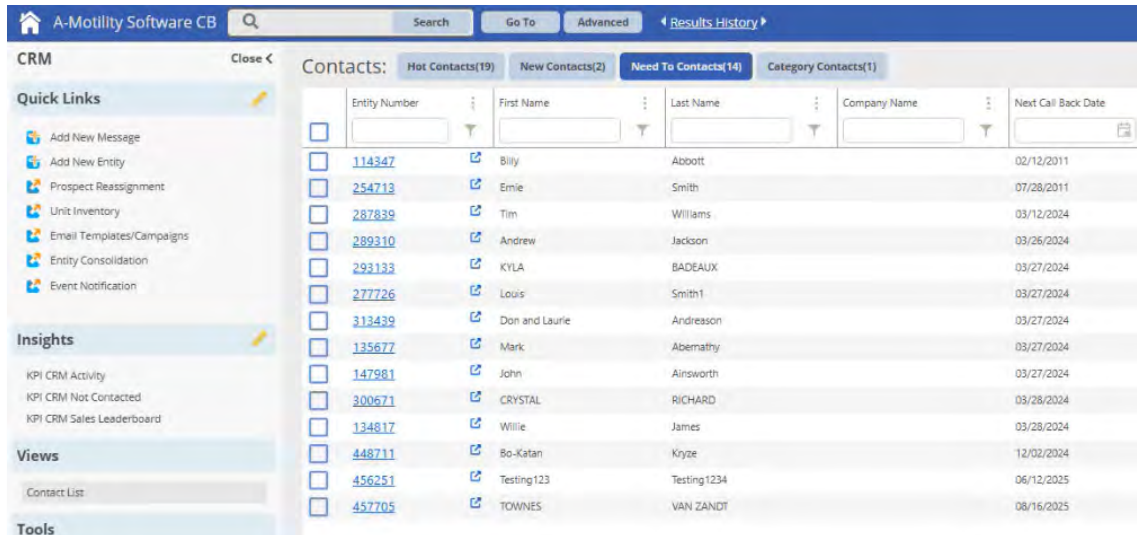 A-Motility Software CB Search Go To Advanced Results History
CRM Close <
Quick Links
Add New Message
Add New Entity
Prospect Reassignment
Unit Inventory
Email Templates/Campaigns
Entity Consolidation
Event Notification
Insights
KPI CRM Activity
KPI CRM Not Contacted
KPI CRM Sales Leaderboard
Views
Contact List
Tools
Contacts: Hot Contacts(19) New Contacts(2) Need To Contacts(14) Category Contacts(1)
Entity Number First Name Last Name Company Name Next Call Back Date
114347 Billy Abbott 02/12/2011
254713 Ernie Smith 07/28/2011
287839 Tim Williams 03/12/2024
289310 Andrew Jackson 03/26/2024
293133 KYLA BADEAUX 03/27/2024
277726 Louis Smith1 03/27/2024
313439 Don and Laurie Andreason 03/27/2024
135677 Mark Abernathy 03/27/2024
147981 John Ainsworth 03/27/2024
300671 CRYSTAL RICHARD 03/28/2024
134817 Willie James 03/28/2024
448711 Bo-Katan Kryze 12/02/2024
456251 Testing123 Testing1234 06/12/2025
457705 TOWNES VAN ZANDT 08/16/2025